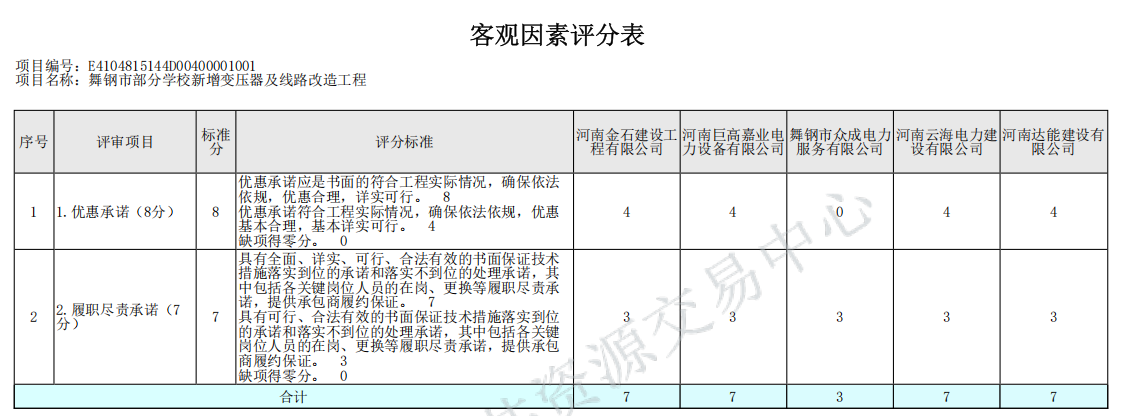 客观因素评分表
项目编号: E4104815144D00400001001
项目名称: 舞钢市部分学校新增变压器及线路改造工程
序号
评审项目
标准
分
评分标准
河南金石建设工
程有限公司
河南巨高嘉业电
力设备有限公司
舞钢市众成电力
服务有限公司
河南云海电力建
设有限公司
河南达能建设有
限公司
1
1.优惠承诺（8分）
8
优惠承诺应是书面的符合工程实际情况，确保依法
依规，优惠合理，详实可行。 8
优惠承诺符合工程实际情况，确保依法依规，优惠
基本合理，基本详实可行。 4
缺项得零分。 0
4
4
0
4
4
2
2.履职尽责承诺（7
分）
7
具有全面、详实、可行、合法有效的书面保证技术
措施落实到位的承诺和落实不到位的处理承诺，其
中包括各关键岗位人员的在岗、更换等履职尽责承
诺，提供承包商履约保证。 7
具有可行、合法有效的书面保证技术措施落实到位
的承诺和落实不到位的处理承诺，其中包括各关键
岗位人员的在岗、更换等履职尽责承诺，提供承包
商履约保证。 3
缺项得零分。 0
3
3
3
3
3
合计
7
7
3
7
7
资源交易中心